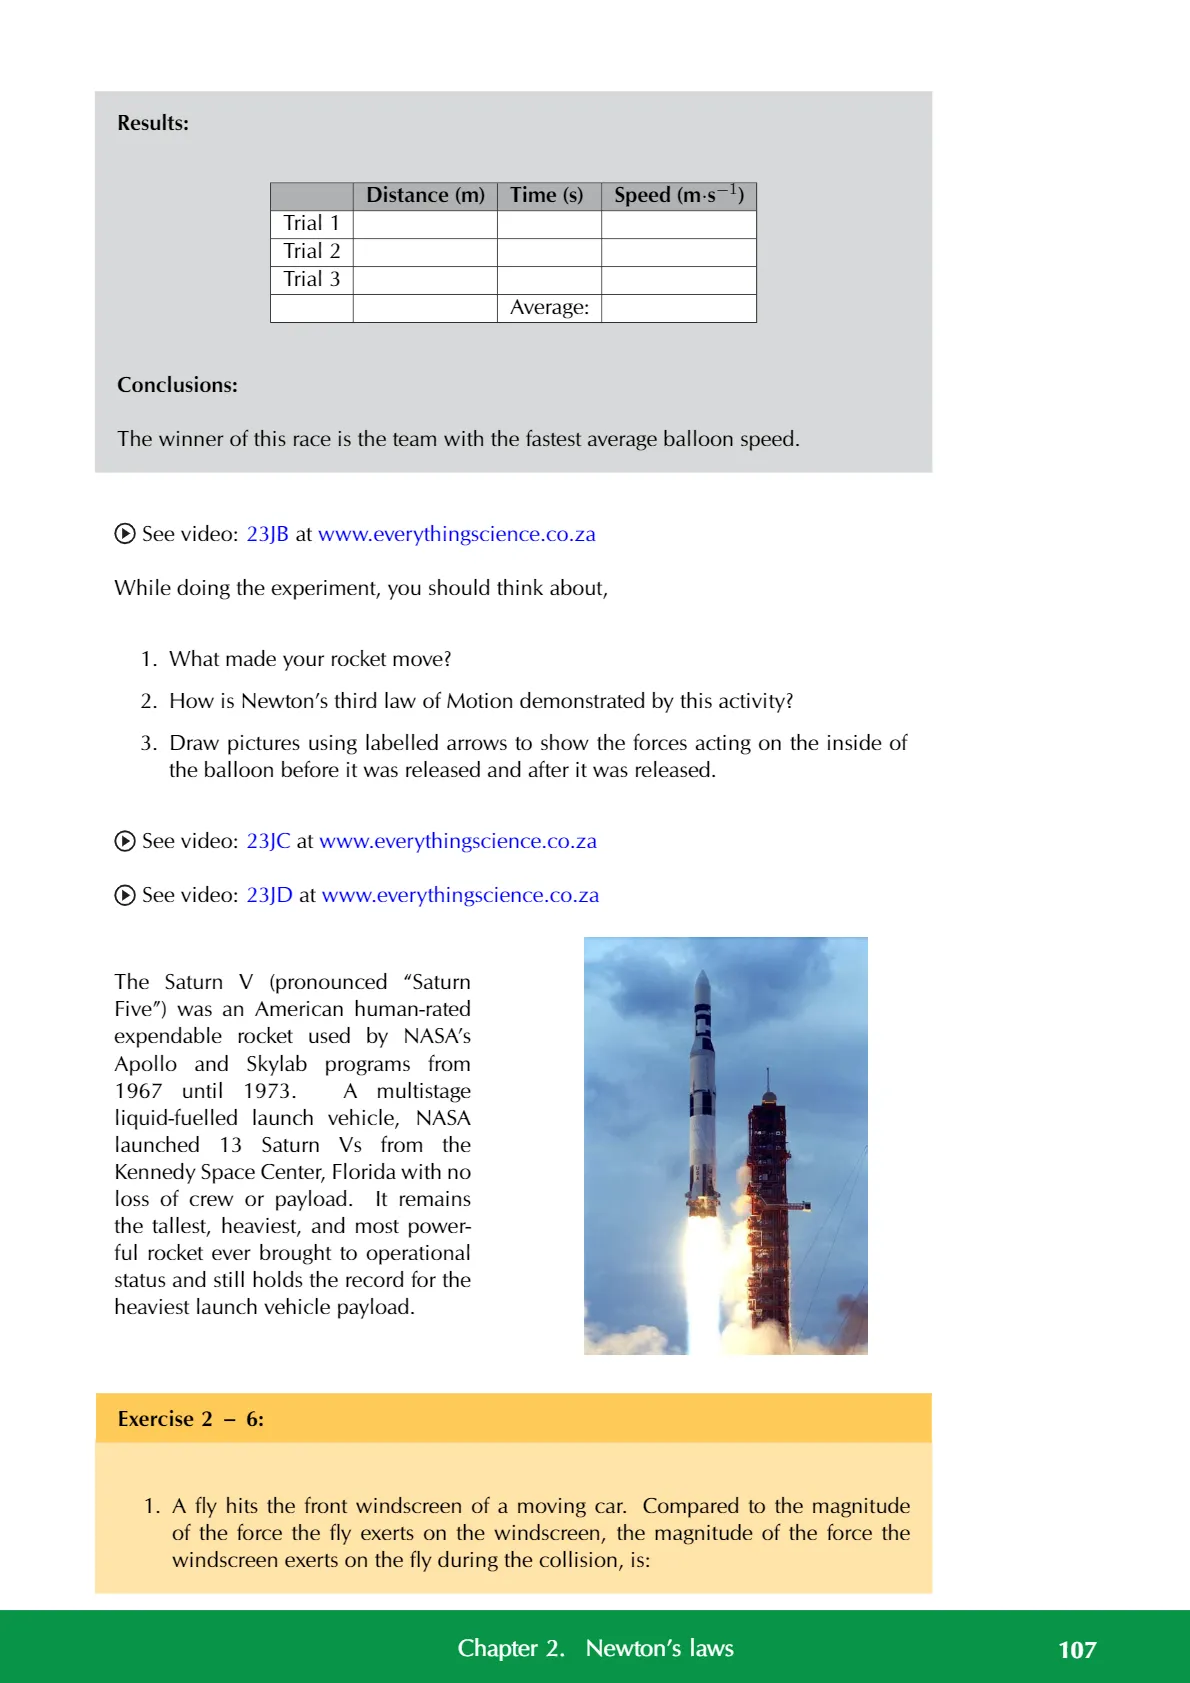 Results:
Distance (m) Time (s) Speed (m·s−1)
Trial 1
Trial 2
Trial 3
Average:
Conclusions:
The winner of this race is the team with the fastest average balloon speed.
See video: 23JB at www.everythingscience.co.za
While doing the experiment, you should think about,
1. What made your rocket move?
2. How is Newton's third law of Motion demonstrated by this activity?
3. Draw pictures using labelled arrows to show the forces acting on the inside of
the balloon before it was released and after it was released.
See video: 23JC at www.everythingscience.co.za
See video: 23JD at www.everythingscience.co.za
The Saturn V (pronounced “Saturn
Five”) was an American human-rated
expendable rocket used by NASA’s
Apollo and Skylab programs from
1967 until 1973. A multistage
liquid-fuelled launch vehicle, NASA
launched 13 Saturn Vs from the
Kennedy Space Center, Florida with no
loss of crew or payload. It remains
the tallest, heaviest, and most power-
ful rocket ever brought to operational
status and still holds the record for the
heaviest launch vehicle payload.
Exercise 2 – 6:
1. A fly hits the front windscreen of a moving car. Compared to the magnitude
of the force the fly exerts on the windscreen, the magnitude of the force the
windscreen exerts on the fly during the collision, is:
Chapter 2. Newton’s laws 107